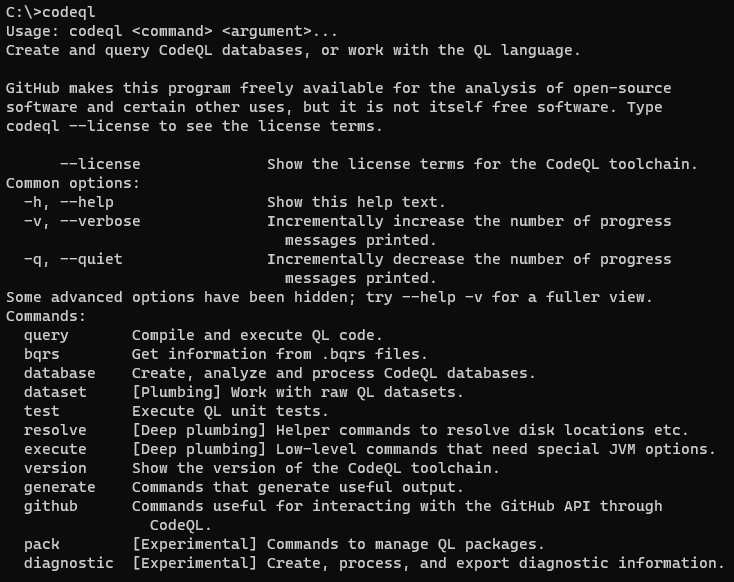 C:\>codeql
Usage: codeql <command> <argument>...
Create and query CodeQL databases, or work with the QL language.

GitHub makes this program freely available for the analysis of open-source
software and certain other uses, but it is not itself free software. Type
codeql --license to see the license terms.

      --license              Show the license terms for the CodeQL toolchain.
Common options:
  -h, --help                 Show this help text.
  -v, --verbose              Incrementally increase the number of progress
                               messages printed.
  -q, --quiet                Incrementally decrease the number of progress
                               messages printed.
Some advanced options have been hidden; try --help -v for a fuller view.
Commands:
  query       Compile and execute QL code.
  bqrs        Get information from .bqrs files.
  database    Create, analyze and process CodeQL databases.
  dataset     [Plumbing] Work with raw QL datasets.
  test        Execute QL unit tests.
  resolve     [Deep plumbing] Helper commands to resolve disk locations etc.
  execute     [Deep plumbing] Low-level commands that need special JVM options.
  version     Show the version of the CodeQL toolchain.
  generate    Commands that generate useful output.
  github      Commands useful for interacting with the GitHub API through
                CodeQL.
  pack        [Experimental] Commands to manage QL packages.
  diagnostic  [Experimental] Create, process, and export diagnostic information.